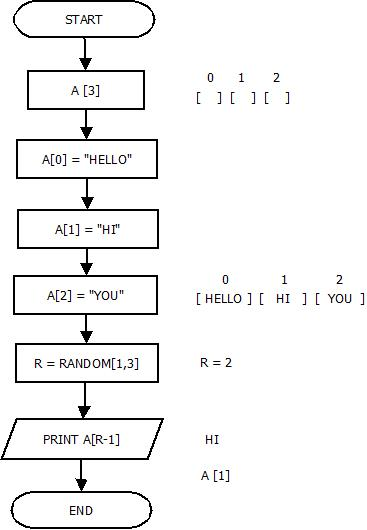 START
A [3]
0 1 2
[ ] [ ] [ ]
A[0] = "HELLO"
A[1] = "HI"
A[2] = "YOU"
0 1 2
[ HELLO ] [ HI ] [ YOU ]
R = RANDOM[1,3]
R = 2
PRINT A[R-1]
HI
A [1]
END